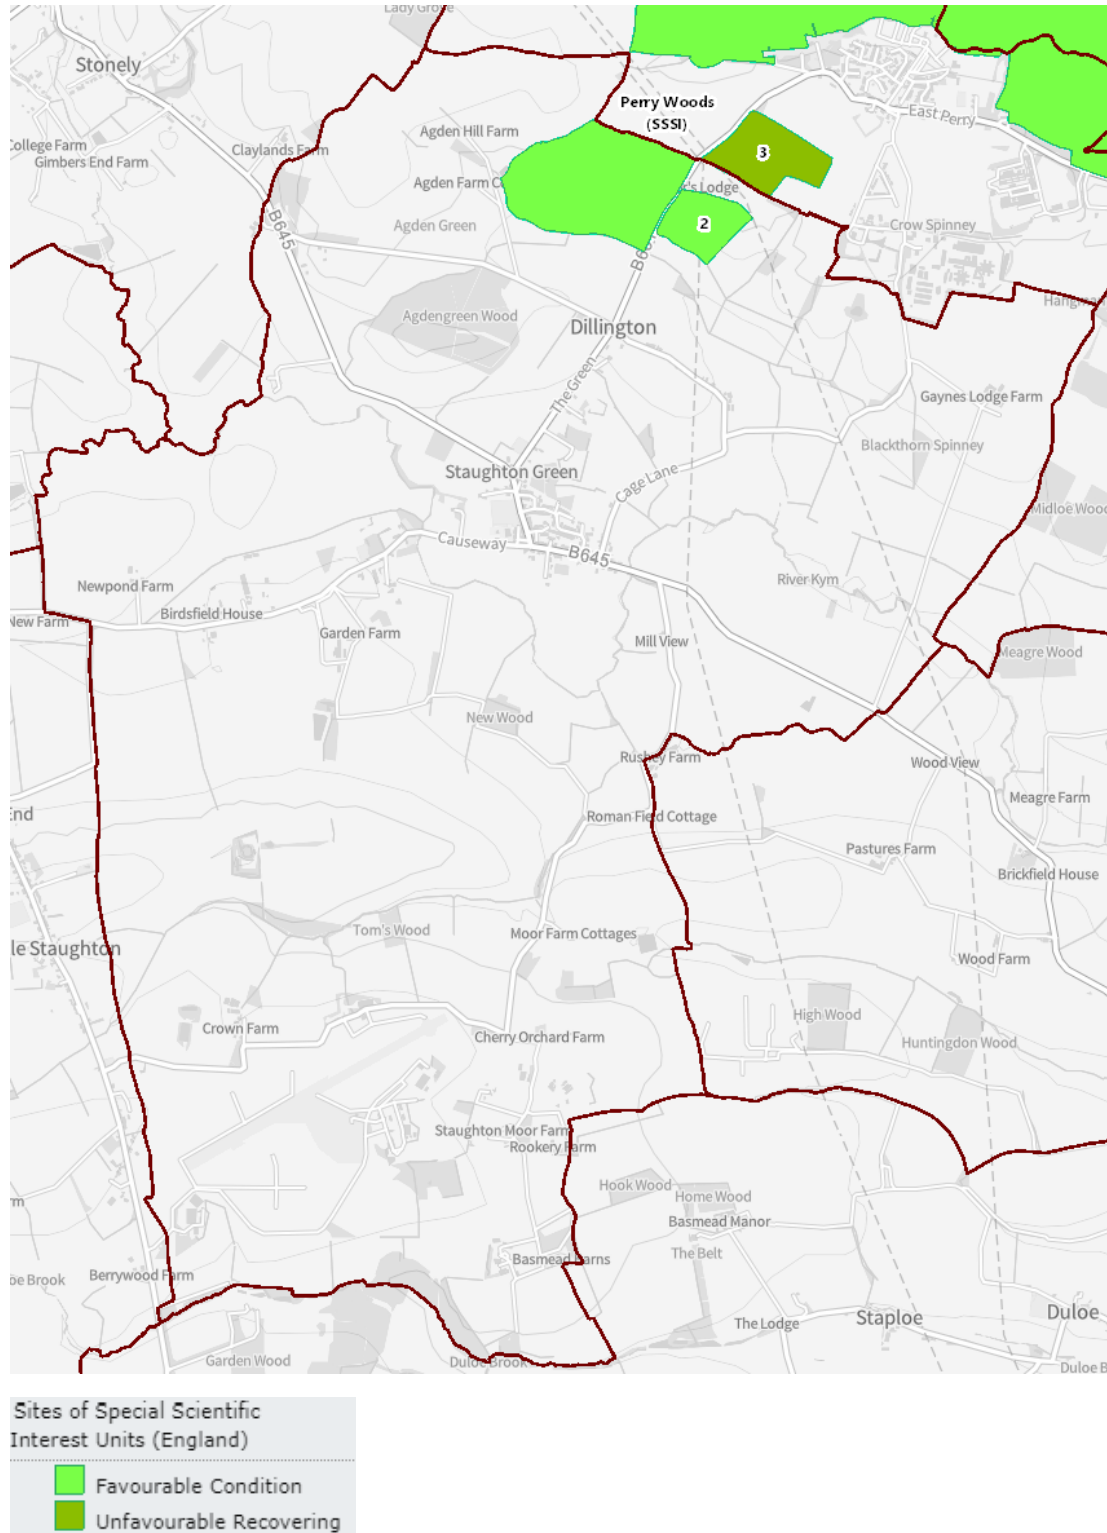 Lady Grove
Stonely
Perry Woods
(SSSI)
East Perry
College Farm
Gimbers End Farm
Claylands Farm
Agden Hill Farm
3
Agden Farm C
's Lodge
B645
Agden Green
2
Crow Spinney
Agdengreen Wood
Dillington
The Green
Gaynes Lodge Farm
Blackthorn Spinney
Staughton Green
Cage Lane
Midloe Wood
Causeway
B645
Newpond Farm
River Kym
New Farm
Birdsfield House
Garden Farm
Mill View
Meagre Wood
New Wood
Rushey Farm
Wood View
End
Roman Field Cottage
Meagre Farm
Pastures Farm
Brickfield House
le Staughton
Tom's Wood
Moor Farm Cottages
Wood Farm
High Wood
Crown Farm
Cherry Orchard Farm
Huntingdon Wood
Staughton Moor Farm
Rookery Farm
Hook Wood
Home Wood
Basmead Manor
The Belt
Basmead Barns
oe Brook
Berrywood Farm
The Lodge
Staploe
Duloe
Garden Wood
Duloe Brook
Duloe B
Sites of Special Scientific
Interest Units (England)
Favourable Condition
Unfavourable Recovering